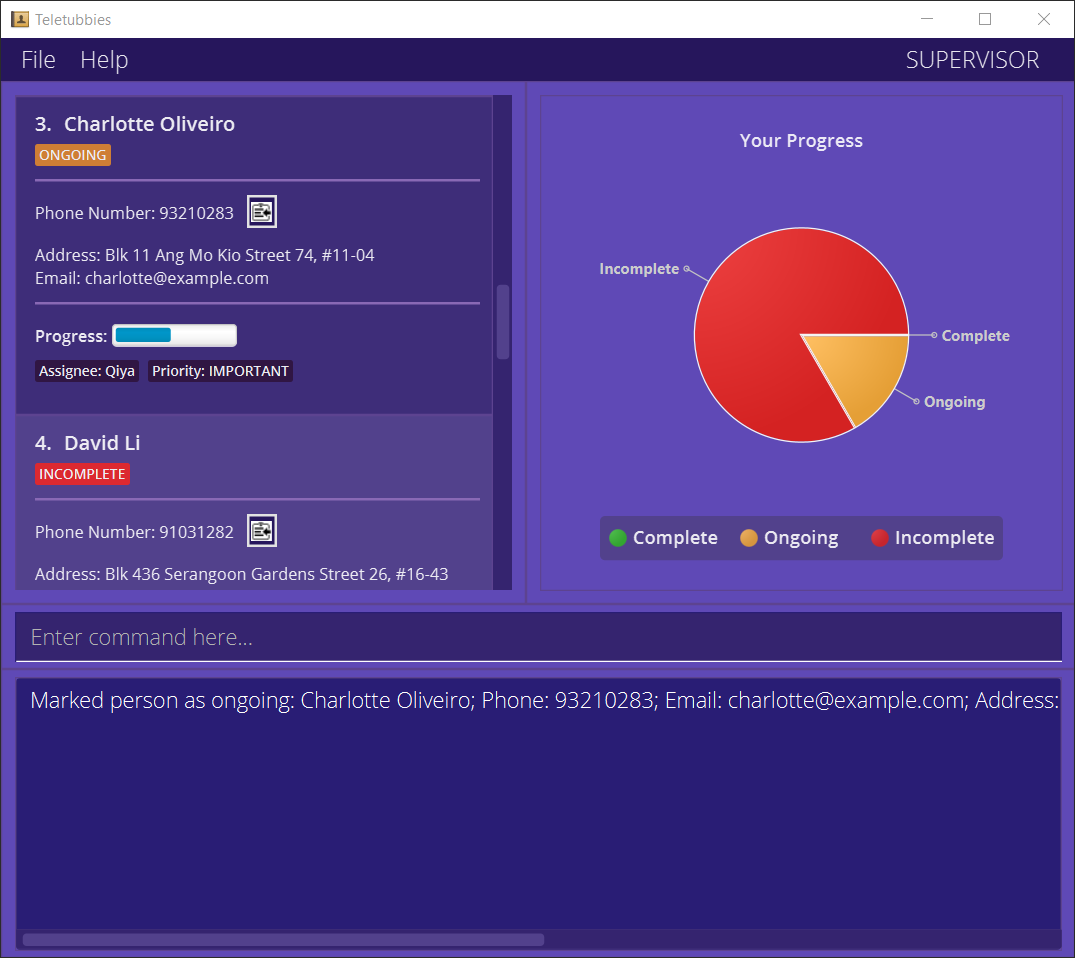 Teletubbies
File Help SUPERVISOR
3. Charlotte Oliveiro
ONGOING
Phone Number: 93210283
Address: Blk 11 Ang Mo Kio Street 74, #11-04
Email: charlotte@example.com
Progress:
Assignee: Qiya Priority: IMPORTANT
4. David Li
INCOMPLETE
Phone Number: 91031282
Address: Blk 436 Serangoon Gardens Street 26, #16-43
Your Progress
Incomplete
Complete
Ongoing
Complete Ongoing Incomplete
Enter command here...
Marked person as ongoing: Charlotte Oliveiro; Phone: 93210283; Email: charlotte@example.com; Address: